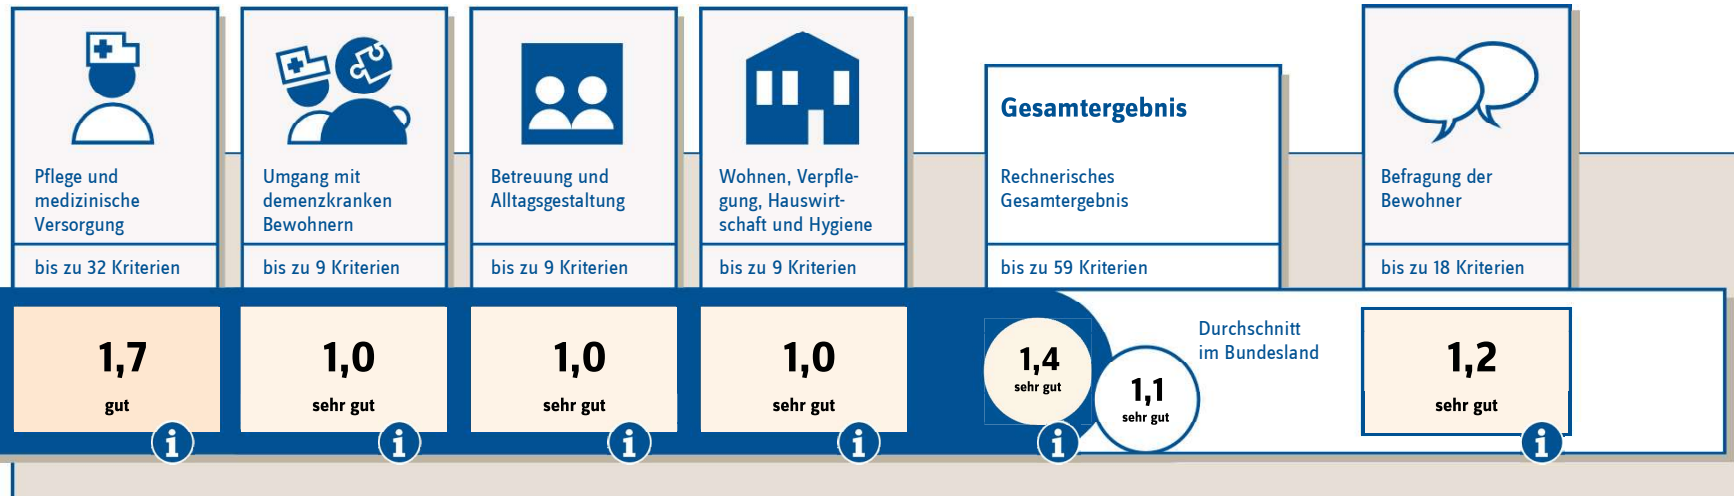 Pflege und
medizinische
Versorgung
bis zu 32 Kriterien
1,7
gut
i
Umgang mit
demenzkranken
Bewohnern
bis zu 9 Kriterien
1,0
sehr gut
i
Betreuung und
Alltagsgestaltung
bis zu 9 Kriterien
1,0
sehr gut
i
Wohnen, Verpfle-
gung, Hauswirt-
schaft und Hygiene
bis zu 9 Kriterien
1,0
sehr gut
i
Gesamtergebnis
Rechnerisches
Gesamtergebnis
bis zu 59 Kriterien
1,4
sehr gut
i
1,1
sehr gut
Durchschnitt
im Bundesland
Befragung der
Bewohner
bis zu 18 Kriterien
1,2
sehr gut
i